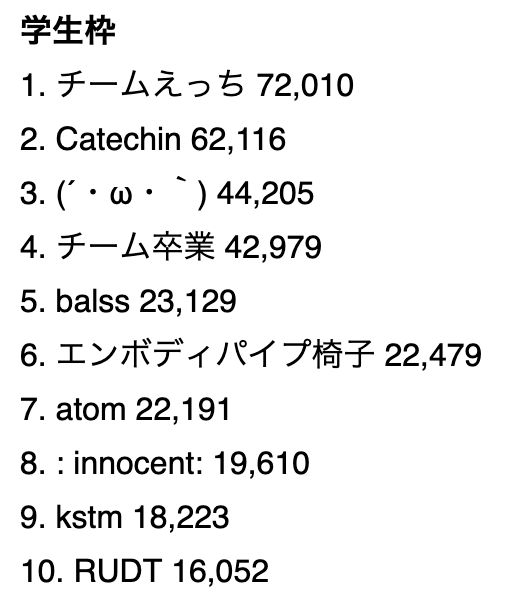 学生枠
1. チームえっち 72,010
2. Catechin 62,116
3. (´・ω・｀) 44,205
4. チーム卒業 42,979
5. balss 23,129
6. エンボディパイプ椅子 22,479
7. atom 22,191
8. : innocent: 19,610
9. kstm 18,223
10. RUDT 16,052